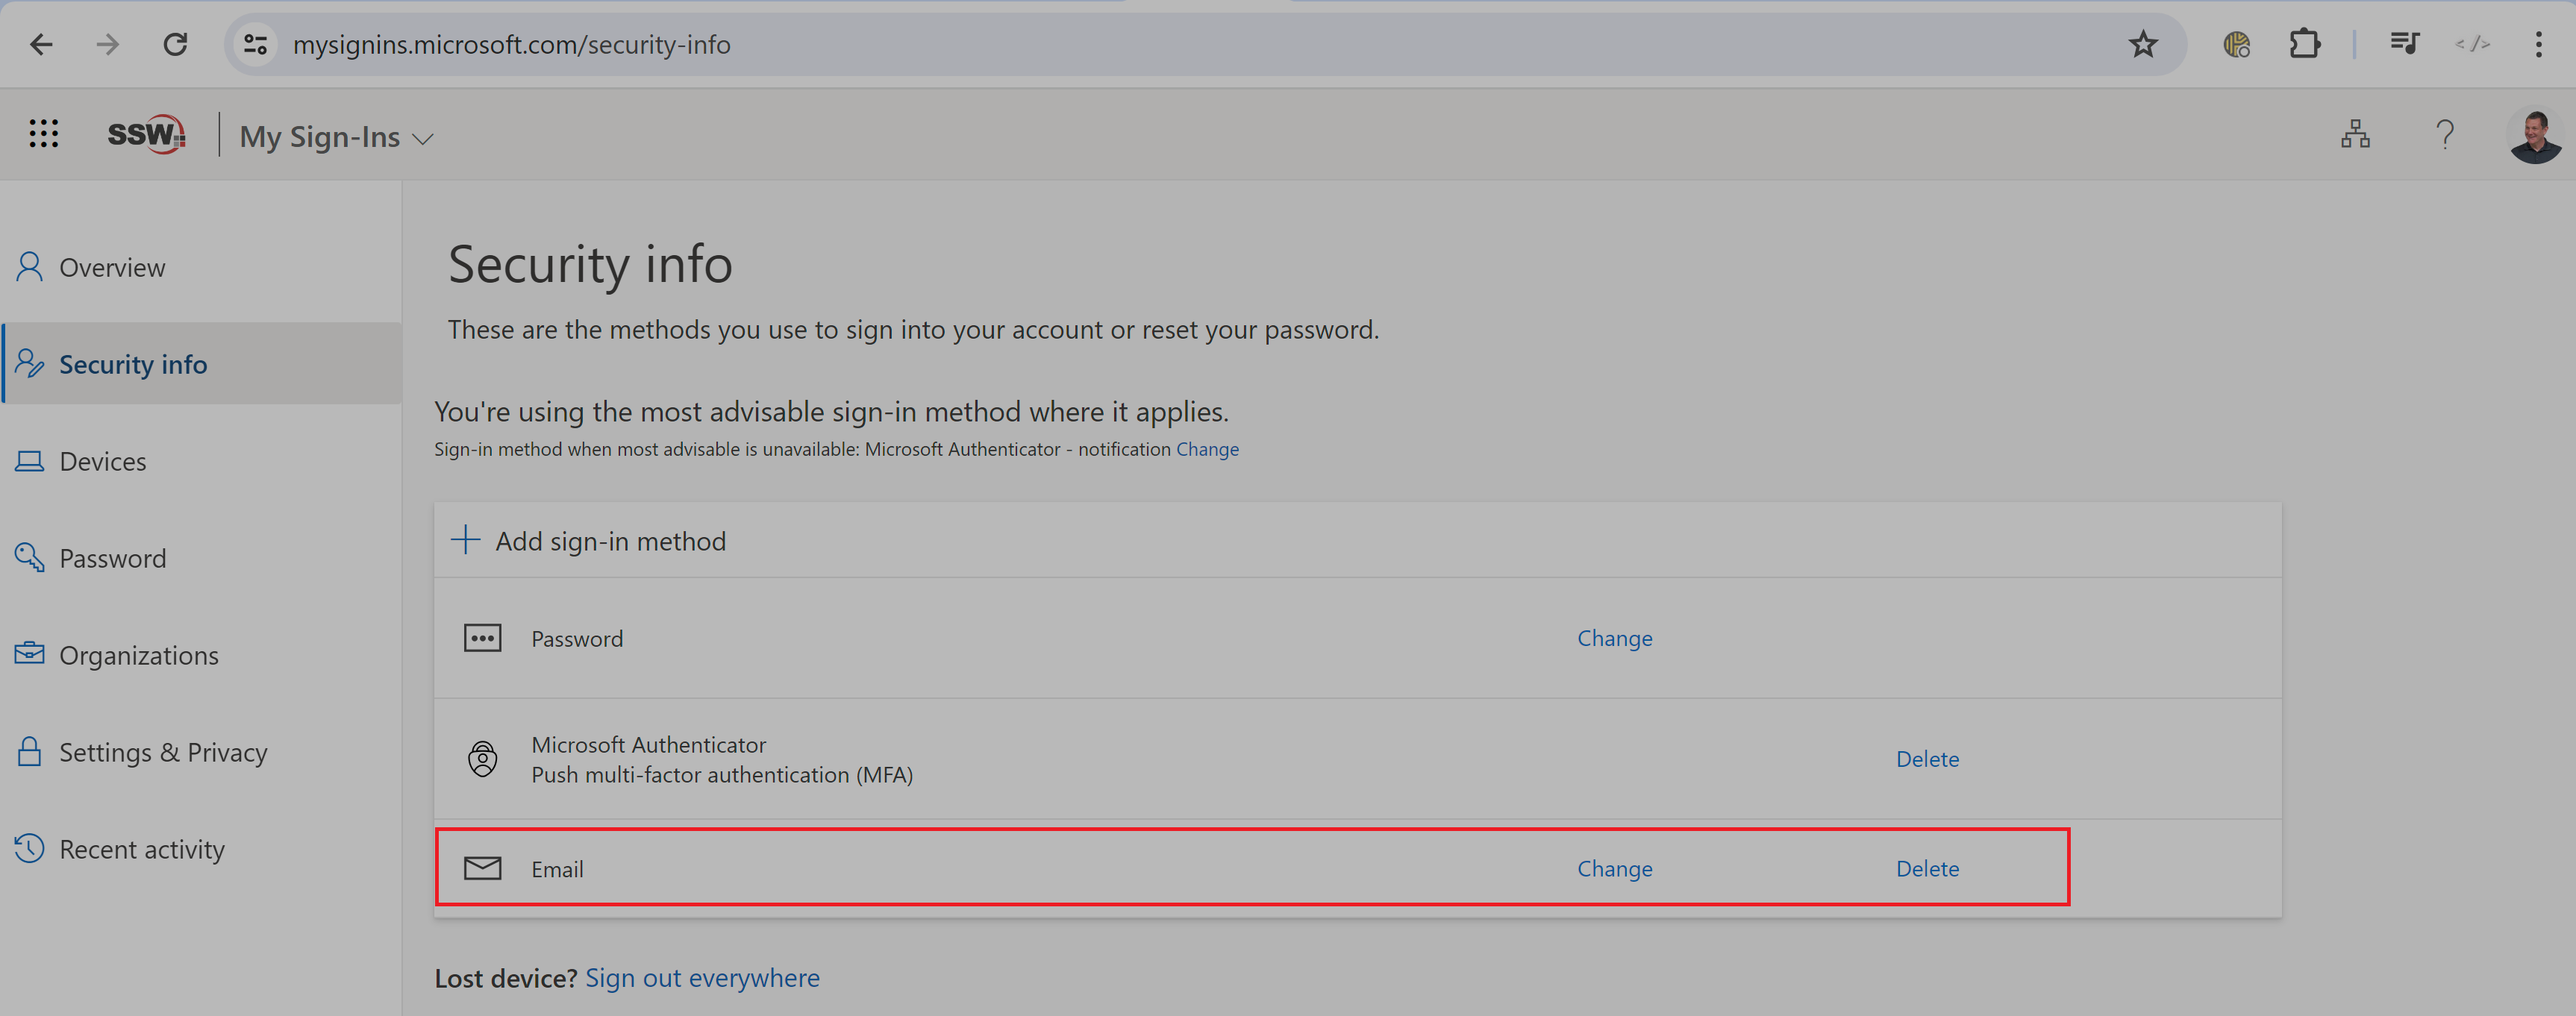 mysignins.microsoft.com/security-info
SSW
My Sign-Ins
Overview
Security info
Devices
Password
Organizations
Settings & Privacy
Recent activity
Security info
These are the methods you use to sign into your account or reset your password.
You're using the most advisable sign-in method where it applies.
Sign-in method when most advisable is unavailable: Microsoft Authenticator - notification Change
Add sign-in method
Password Change
Microsoft Authenticator
Push multi-factor authentication (MFA) Delete
Email Change Delete
Lost device? Sign out everywhere